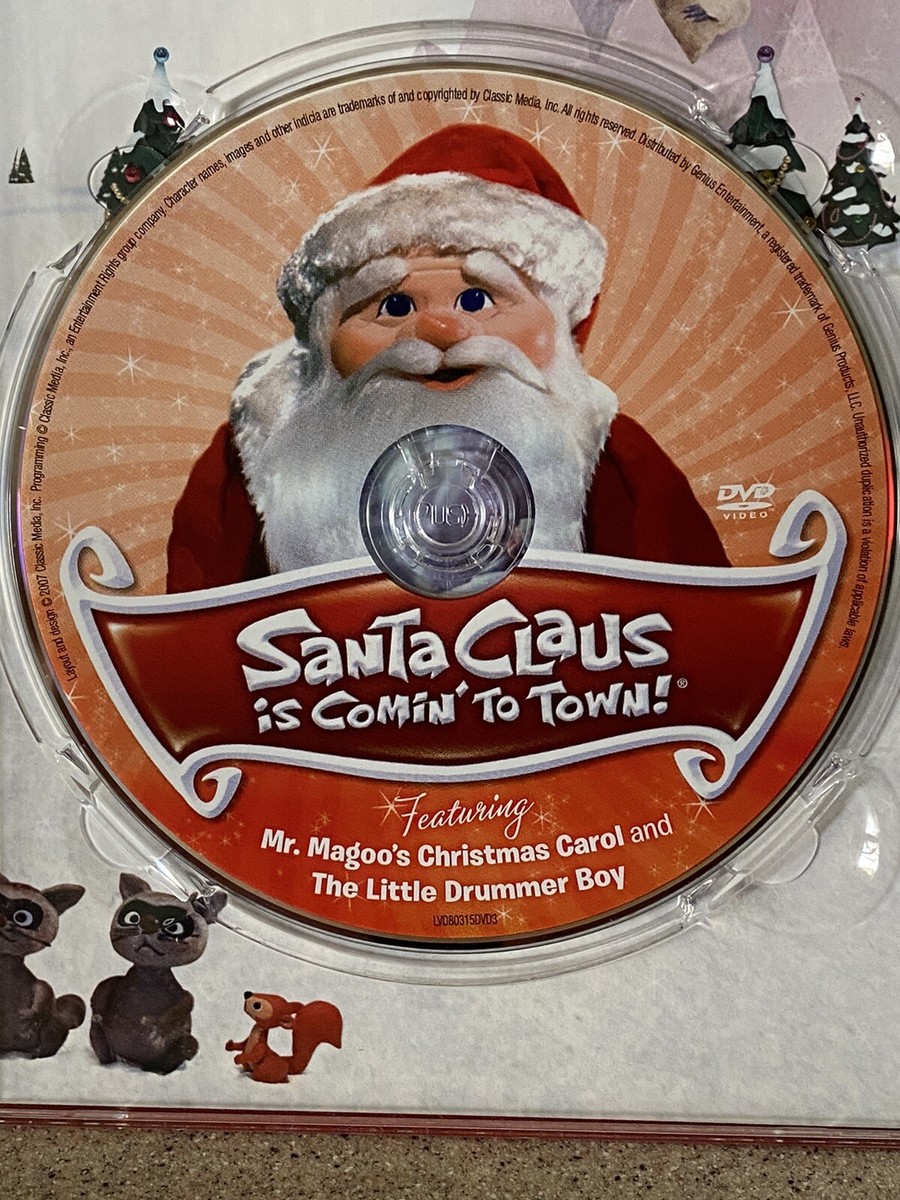 Layout and design © 2007 Classic Media, Inc. Programming © Classic Media, Inc., an Entertainment Rights group company. Character names, images and other indicia are trademarks of and copyrighted by Classic Media, Inc. All rights reserved. Distributed by Genius Entertainment, a registered trademark of Genius Products, LLC. Unauthorized duplication is a violation of applicable laws.
PUSH
DVD
VIDEO
SANTA CLAUS
is COMIN' TO TOWN!®
Featuring
Mr. Magoo's Christmas Carol and
The Little Drummer Boy
LVD80315DVD3